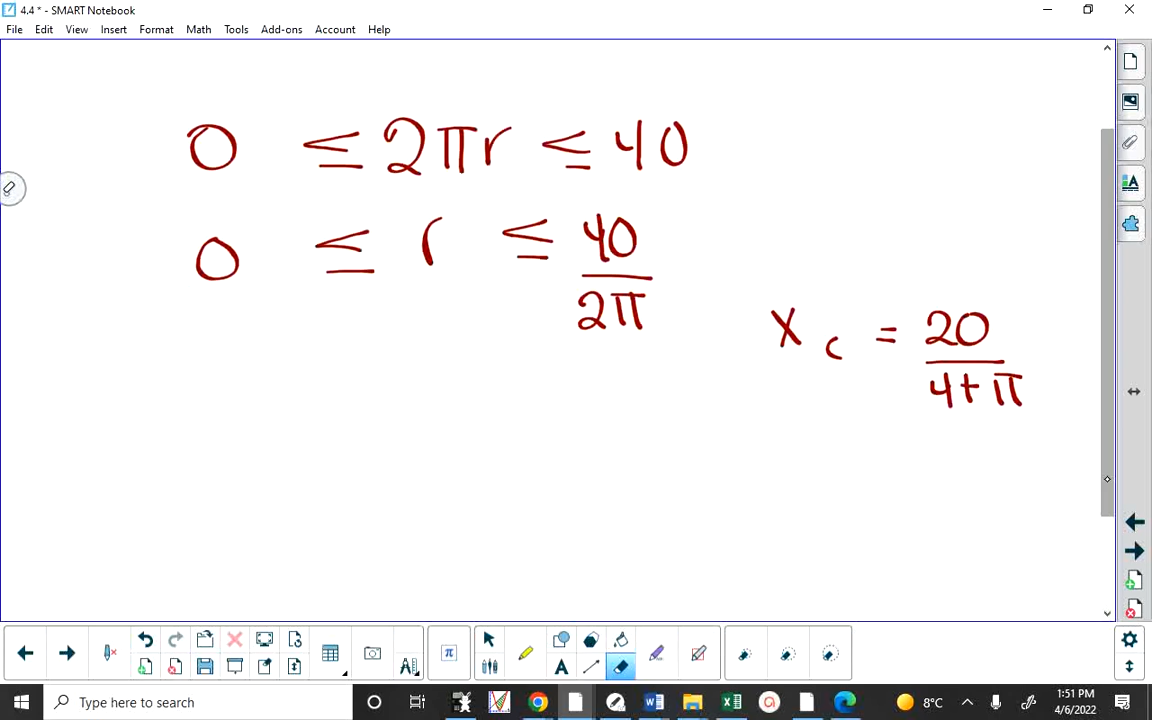 4.4 * - SMART Notebook
File Edit View Insert Format Math Tools Add-ons Account Help
0 ≤ 2πr ≤ 40
0 ≤ r ≤ 40/2π
x_c = 20/(4+π)
π
A
Type here to search
8°C
1:51 PM
4/6/2022